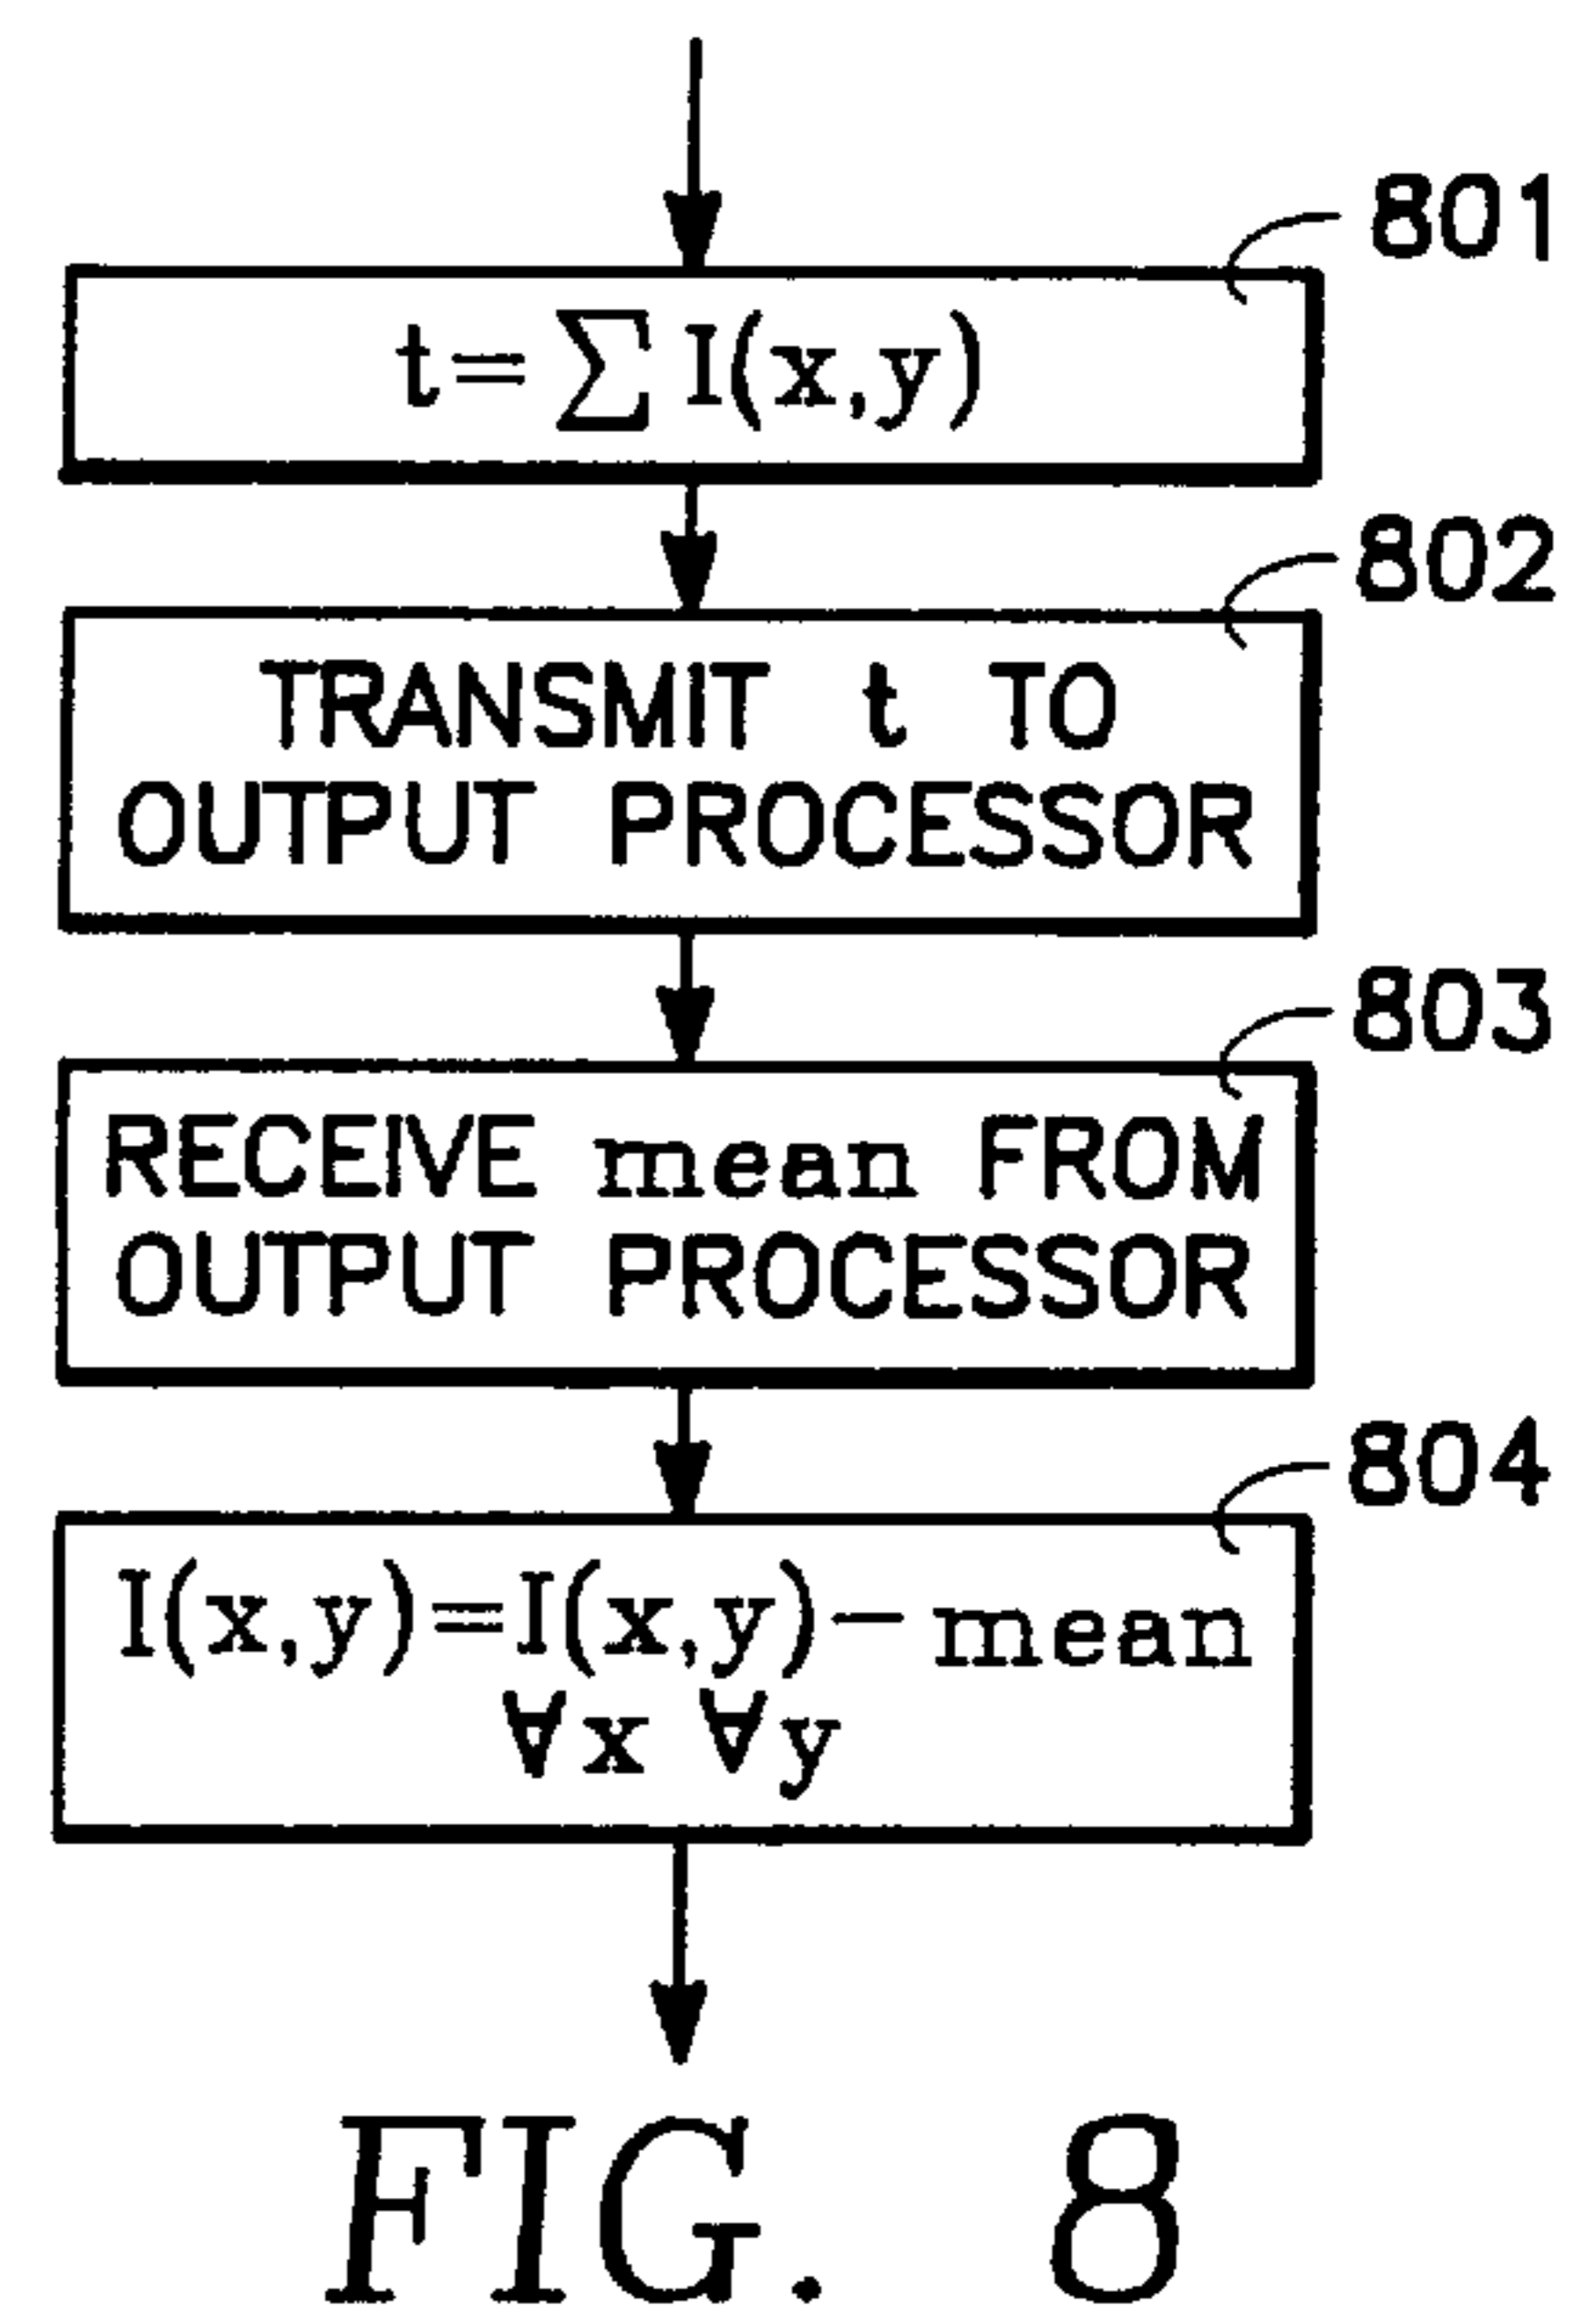 801
t=∑ I(x,y)
802
TRANSMIT t TO
OUTPUT PROCESSOR
803
RECEIVE mean FROM
OUTPUT PROCESSOR
804
I(x,y)=I(x,y)-mean
∀x ∀y
FIG. 8